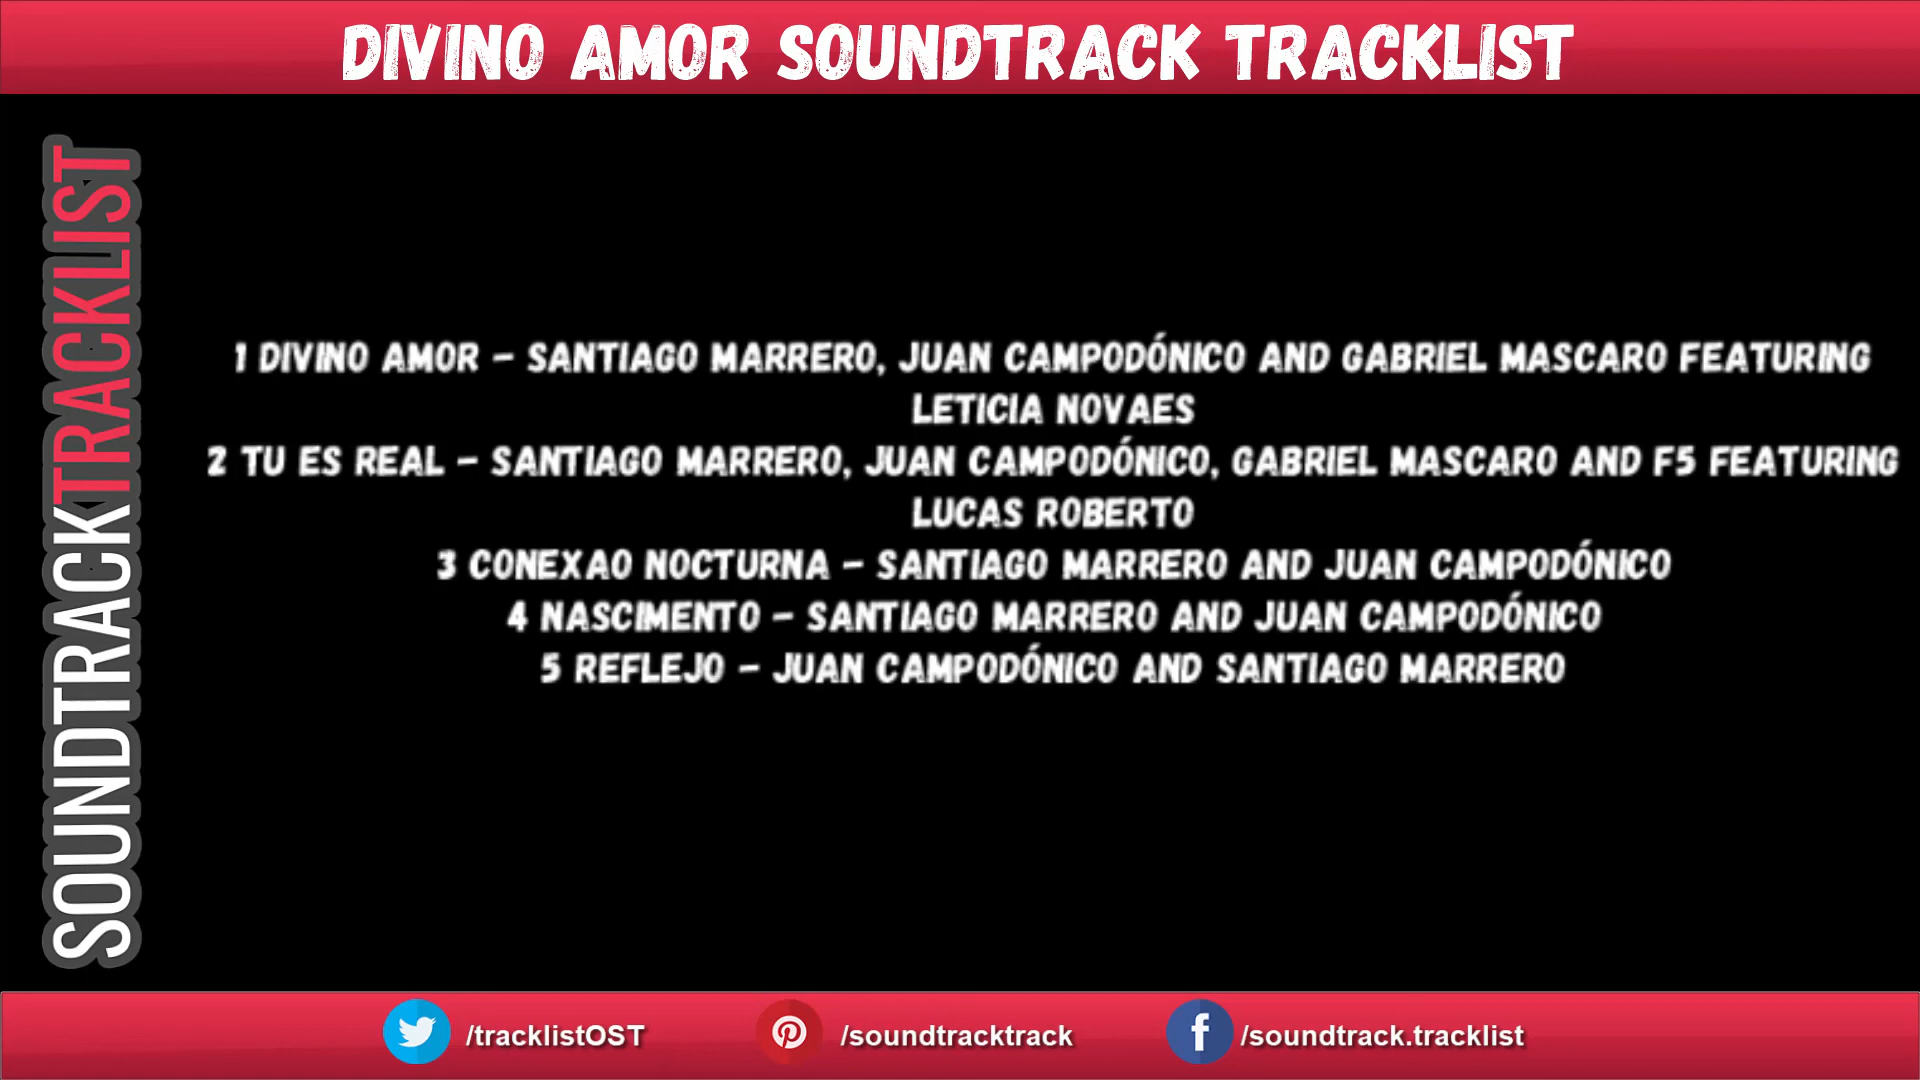 DIVINO AMOR SOUNDTRACK TRACKLIST
SOUNDTRACKTRACKLIST
1 DIVINO AMOR - SANTIAGO MARRERO, JUAN CAMPODÓNICO AND GABRIEL MASCARO FEATURING
LETICIA NOVAES
2 TU ES REAL - SANTIAGO MARRERO, JUAN CAMPODÓNICO, GABRIEL MASCARO AND F5 FEATURING
LUCAS ROBERTO
3 CONEXAO NOCTURNA - SANTIAGO MARRERO AND JUAN CAMPODÓNICO
4 NASCIMENTO - SANTIAGO MARRERO AND JUAN CAMPODÓNICO
5 REFLEJO - JUAN CAMPODÓNICO AND SANTIAGO MARRERO
/tracklistOST
/soundtracktrack
/soundtrack.tracklist